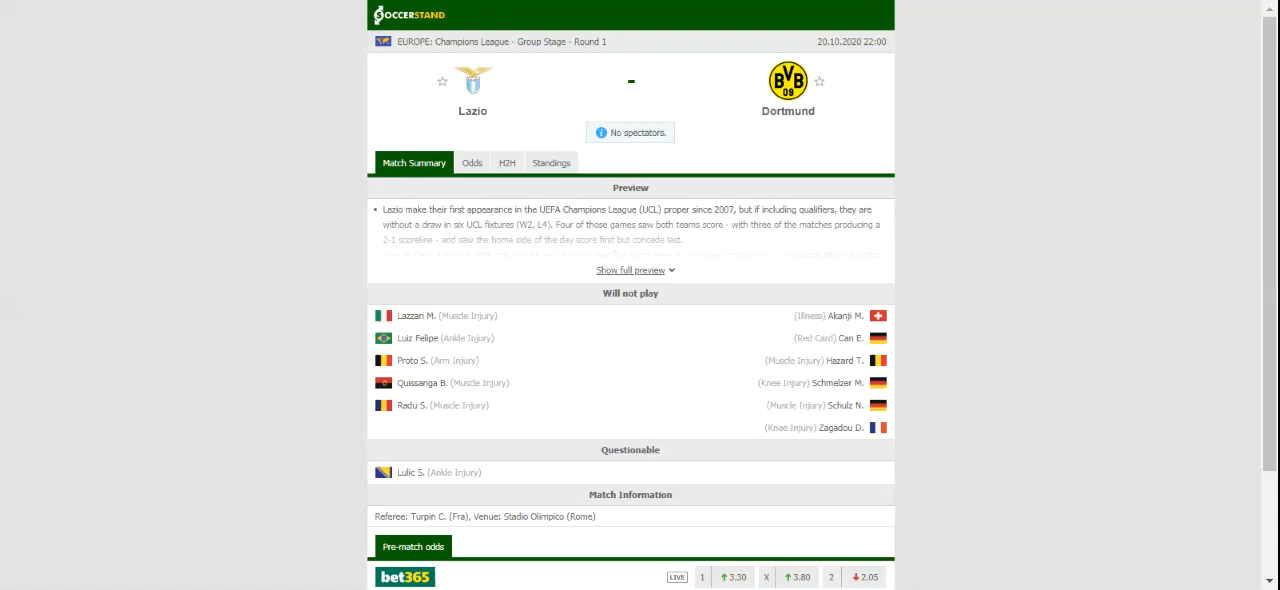 SOCCERSTAND
EUROPE: Champions League - Group Stage - Round 1 20.10.2020 22:00
-
BVB
09
Lazio Dortmund
i No spectators.
Match Summary Odds H2H Standings
Preview
• Lazio make their first appearance in the UEFA Champions League (UCL) proper since 2007, but if including qualifiers, they are
without a draw in six UCL fixtures (W2, L4). Four of those games saw both teams score - with three of the matches producing a
2-1 scoreline - and saw the home side of the day score first but concede last.
Show full preview
Will not play
Lazzari M. (Muscle Injury) (Illness) Akanji M.
Luiz Felipe (Ankle Injury) (Red Card) Can E.
Proto S. (Arm Injury) (Muscle Injury) Hazard T.
Quissanga B. (Muscle Injury) (Knee Injury) Schmelzer M.
Radu S. (Muscle Injury) (Muscle Injury) Schulz N.
(Knee Injury) Zagadou D.
Questionable
Lulic S. (Ankle Injury)
Match Information
Referee: Turpin C. (Fra), Venue: Stadio Olimpico (Rome)
Pre-match odds
bet365 LIVE 1 3.30 X 3.80 2 2.05